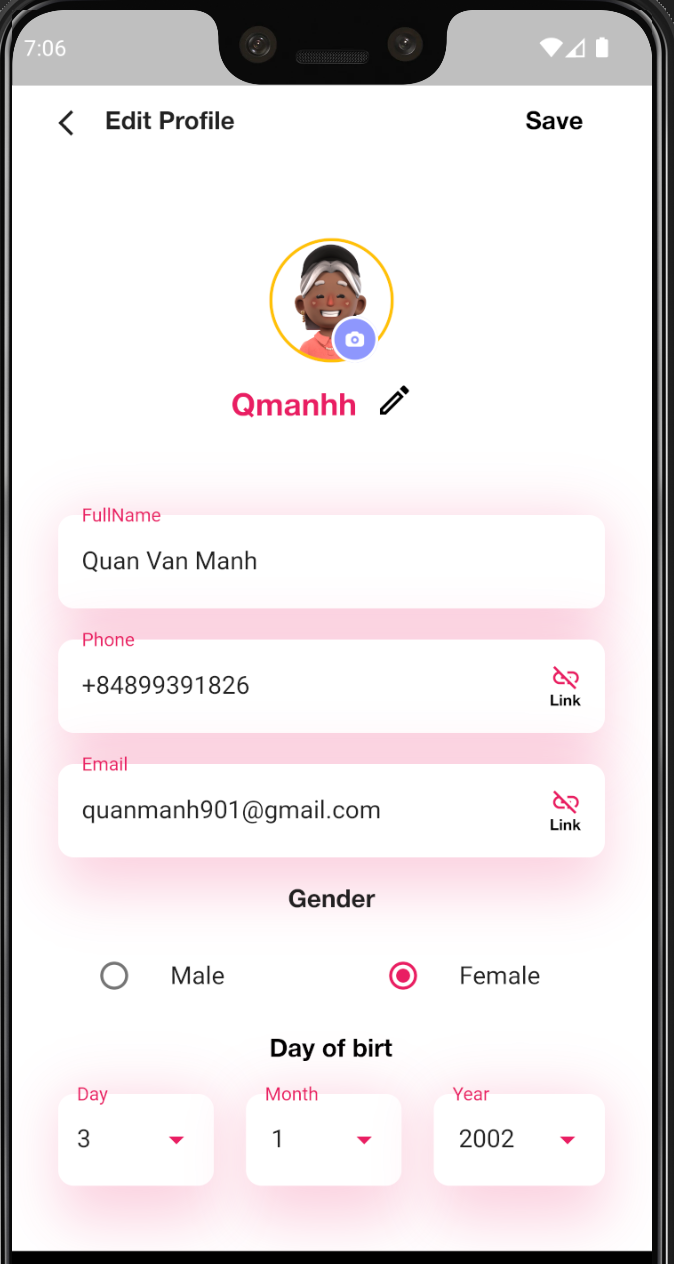 7:06
Edit Profile Save
Qmanhh
FullName
Quan Van Manh
Phone
+84899391826
Link
Email
quanmanh901@gmail.com
Link
Gender
Male Female
Day of birt
Day Month Year
3 1 2002